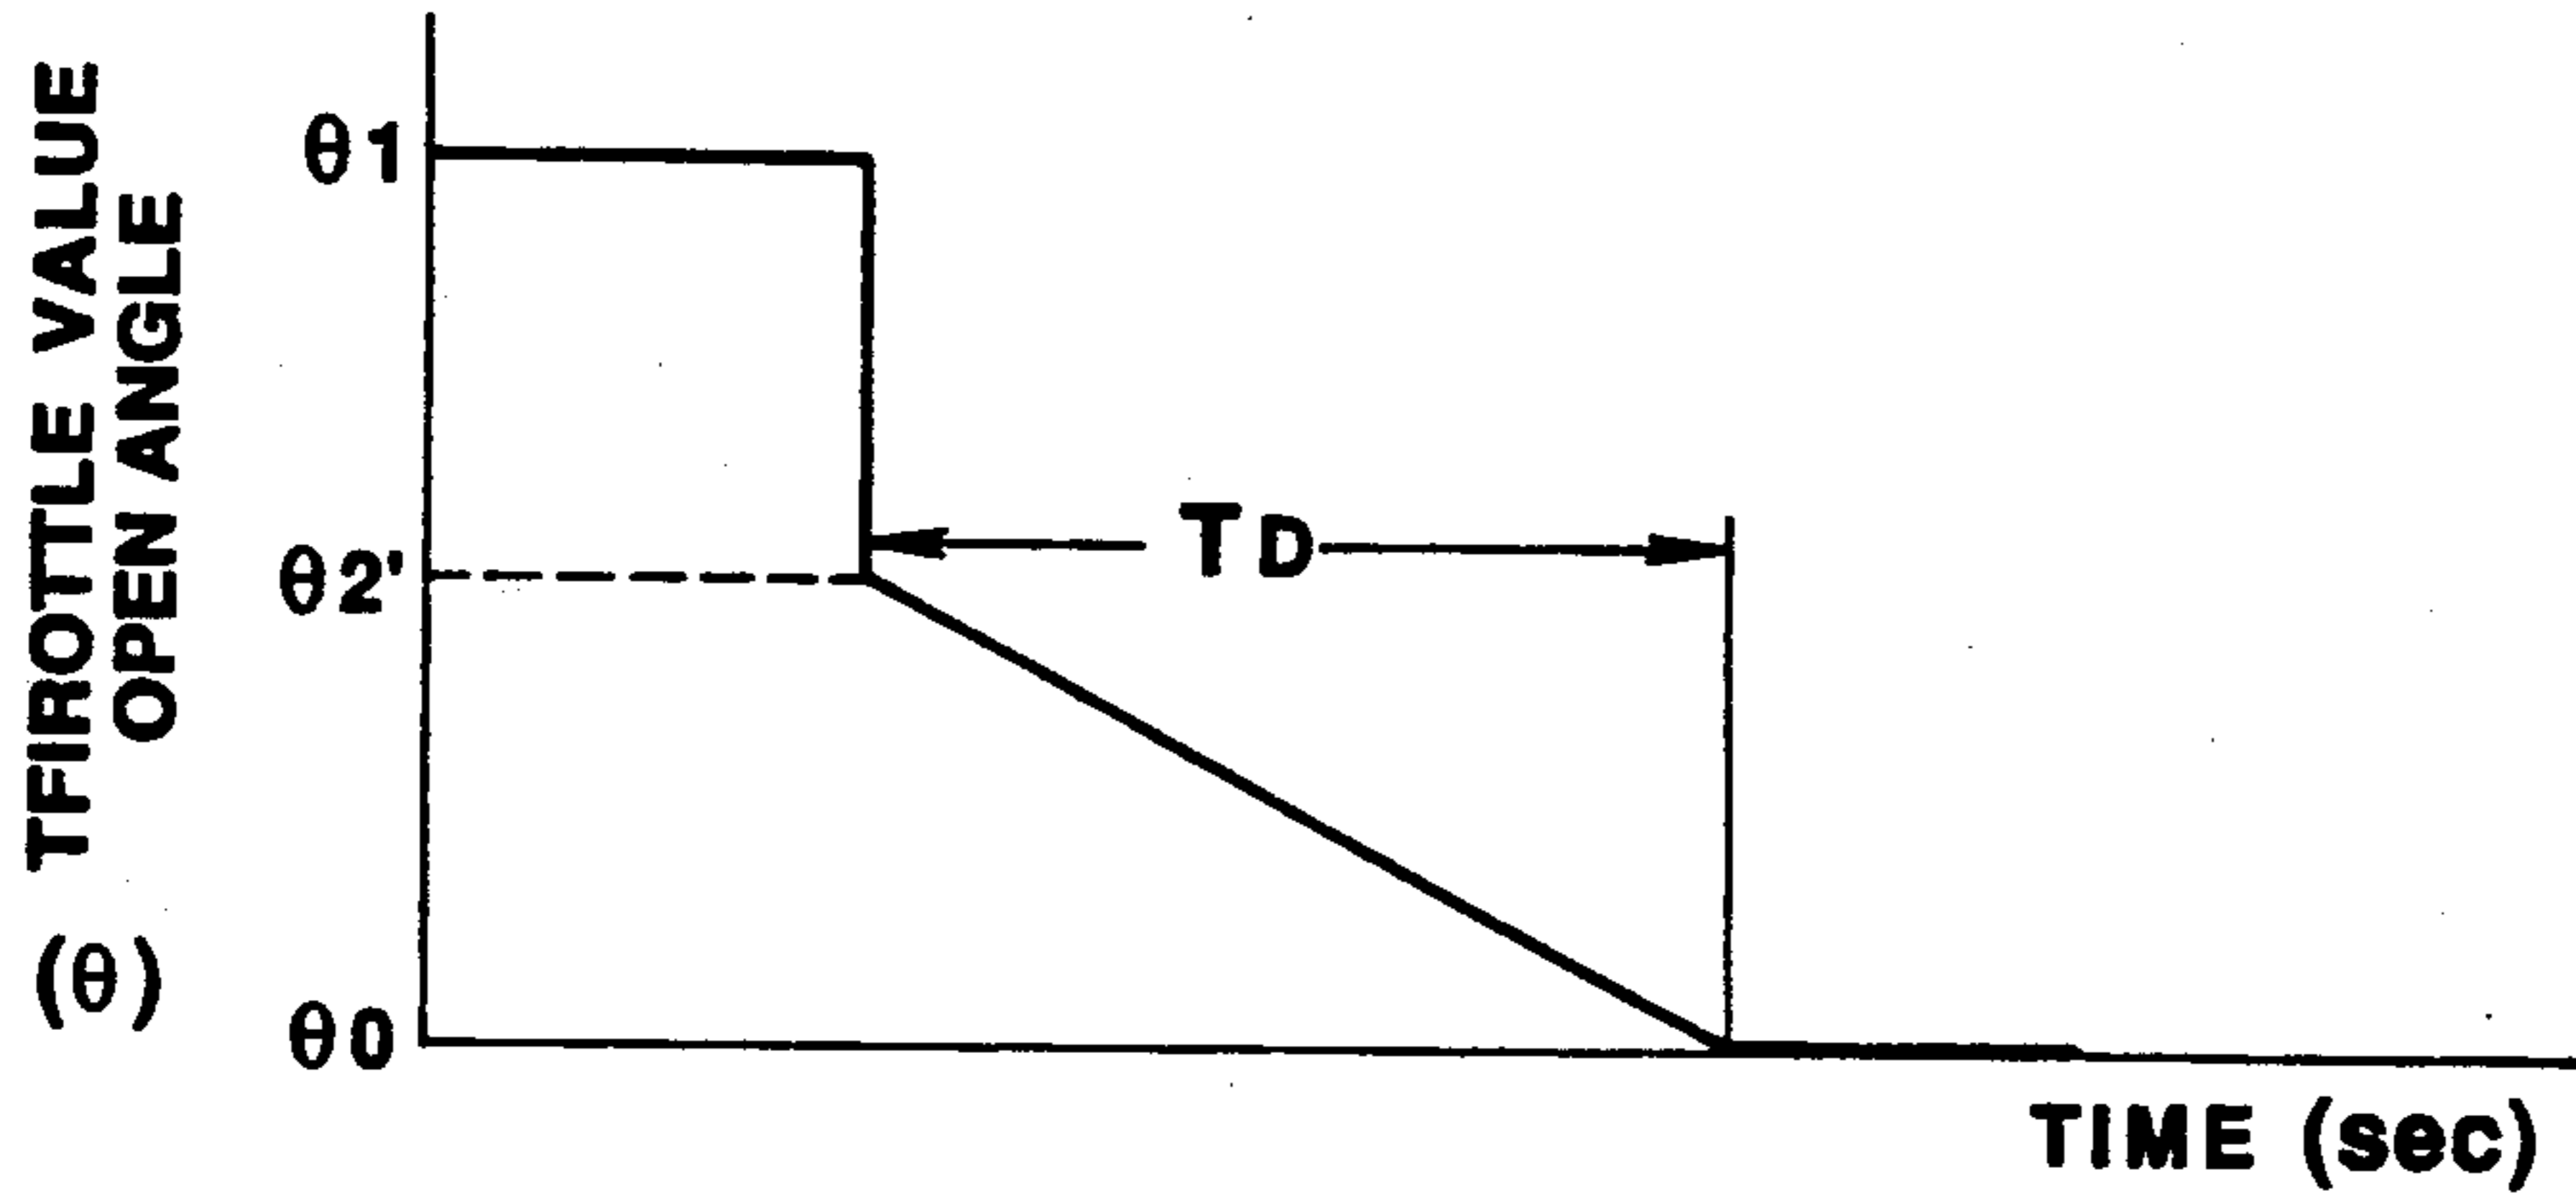 TFIROTTLE VALUE
OPEN ANGLE
(θ)
θ1
θ2'
θ0
TD
TIME (sec)